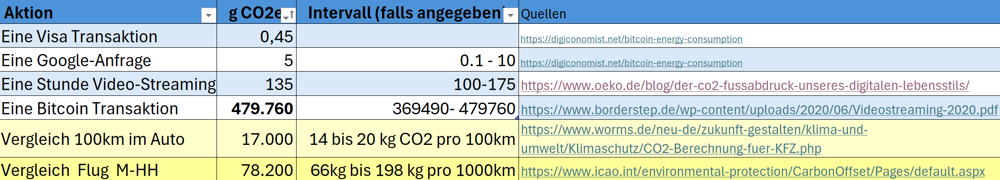 Aktion g CO2e Intervall (falls angegeben) Quellen
Eine Visa Transaktion 0,45 https://digiconomist.net/bitcoin-energy-consumption
Eine Google-Anfrage 5 0.1 - 10 https://digiconomist.net/bitcoin-energy-consumption
Eine Stunde Video-Streaming 135 100-175 https://www.oeko.de/blog/der-co2-fussabdruck-unseres-digitalen-lebensstils/
Eine Bitcoin Transaktion 479.760 369490- 479760 https://www.borderstep.de/wp-content/uploads/2020/06/Videostreaming-2020.pdf
Vergleich 100km im Auto 17.000 14 bis 20 kg CO2 pro 100km https://www.worms.de/neu-de/zukunft-gestalten/klima-und-
umwelt/Klimaschutz/CO2-Berechnung-fuer-KFZ.php
Vergleich Flug M-HH 78.200 66kg bis 198 kg pro 1000km https://www.icao.int/environmental-protection/CarbonOffset/Pages/default.aspx